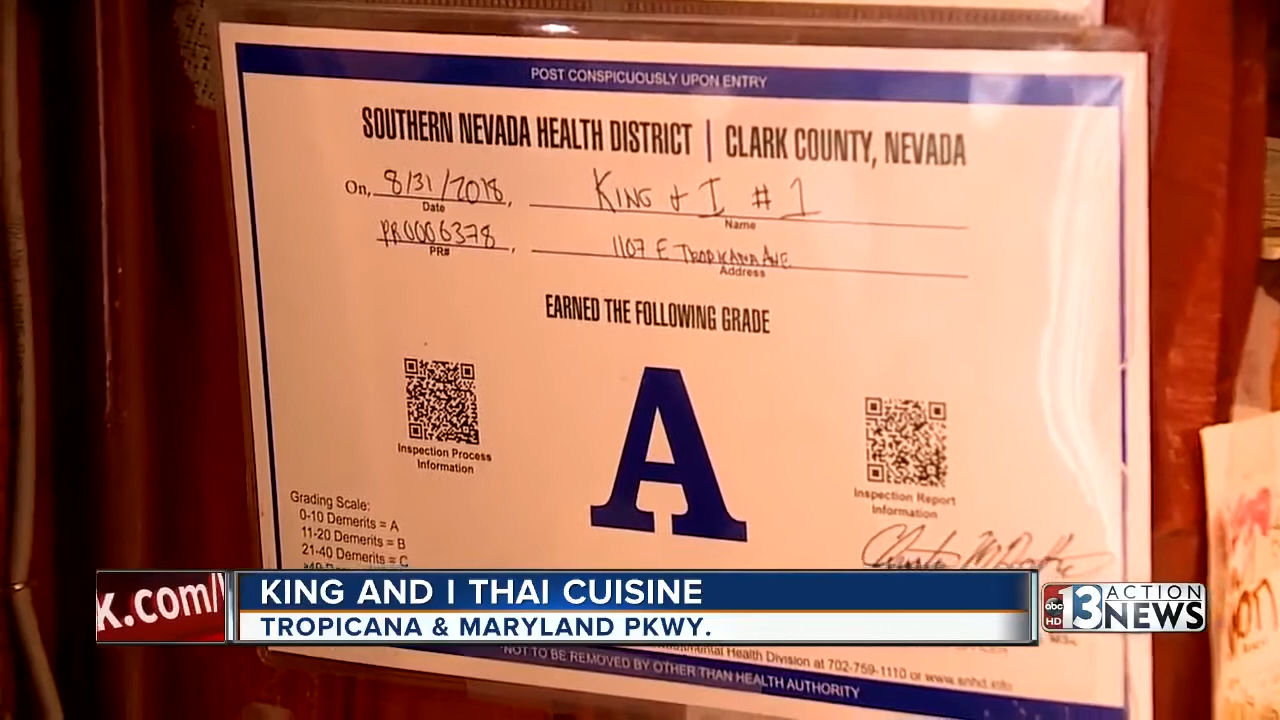 POST CONSPICUOUSLY UPON ENTRY
SOUTHERN NEVADA HEALTH DISTRICT | CLARK COUNTY, NEVADA
On, 8/31/2018, KING & I #1
Date Name
PR0006378, 1107 E TROPICANA AVE.
PR# Address
EARNED THE FOLLOWING GRADE
A
Inspection Process
Information
Inspection Report
Information
Grading Scale:
0-10 Demerits = A
11-20 Demerits = B
21-40 Demerits = C
k.com/
KING AND I THAI CUISINE
TROPICANA & MARYLAND PKWY.
abc HD 13 ACTION NEWS
Health Division at 702-759-1110 or www.snhd.info
NOT TO BE REMOVED BY OTHER THAN HEALTH AUTHORITY